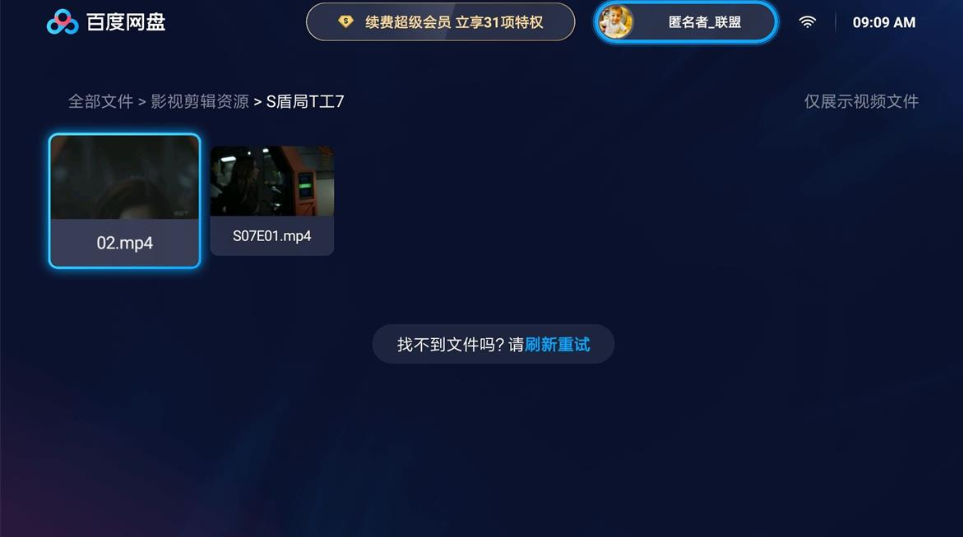 百度网盘
续费超级会员 立享31项特权
匿名者_联盟
09:09 AM
全部文件 > 影视剪辑资源 > S盾局T工7
仅展示视频文件
02.mp4
S07E01.mp4
找不到文件吗? 请刷新重试